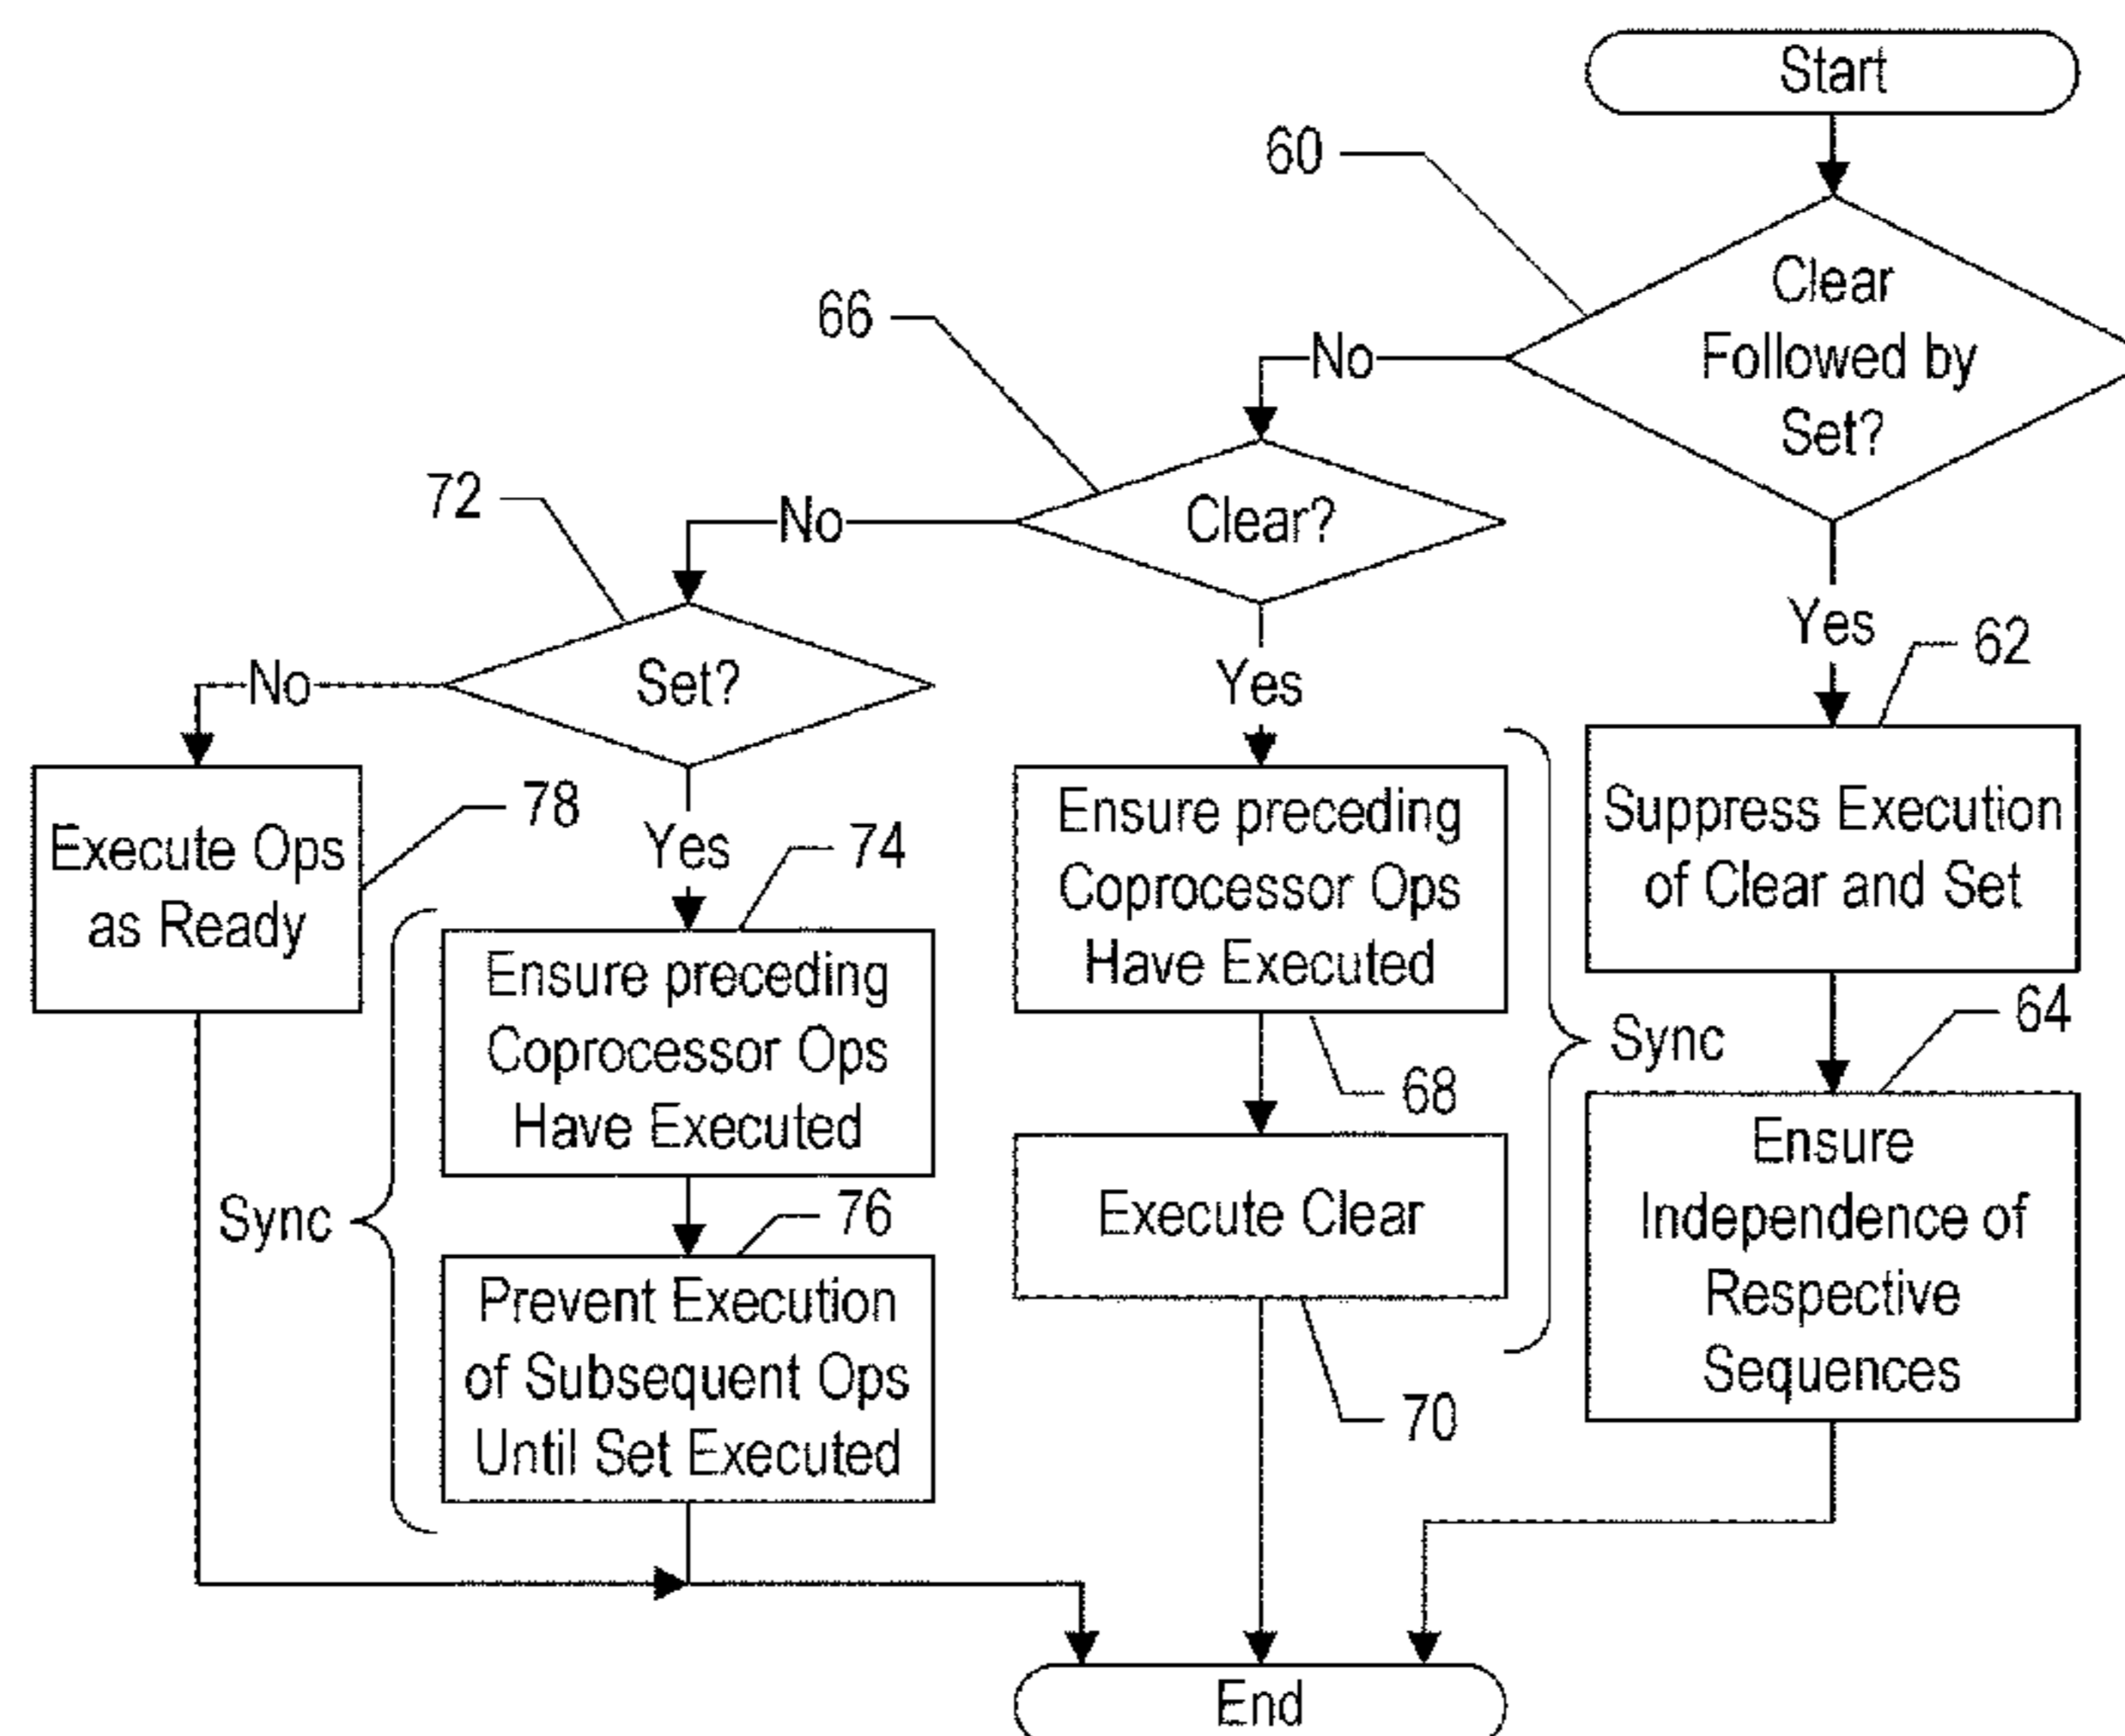 Start
60
Clear
Followed by
Set?
No
Yes
66
Clear?
No
Yes
72
Set?
No
Yes
62
Suppress Execution
of Clear and Set
64
Ensure
Independence of
Respective
Sequences
Ensure preceding
Coprocessor Ops
Have Executed
68
Sync
Execute Clear
70
78
Execute Ops
as Ready
74
Ensure preceding
Coprocessor Ops
Have Executed
Sync
76
Prevent Execution
of Subsequent Ops
Until Set Executed
End